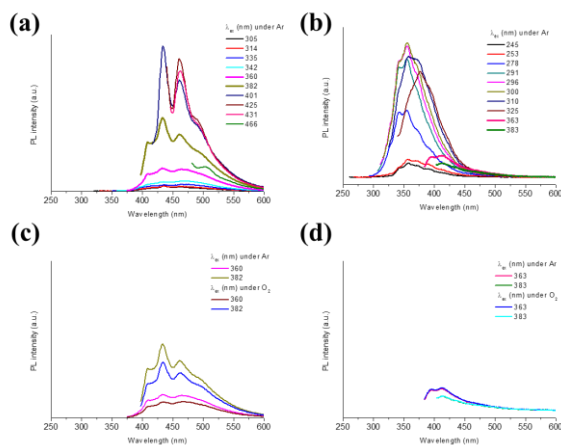 (a)
λex (nm) under Ar
305
314
335
342
360
382
401
425
431
466
PL intensity (a.u.)
250 300 350 400 450 500 550 600
Wavelength (nm)
(b)
λex (nm) under Ar
245
253
278
291
296
300
310
325
363
383
PL intensity (a.u.)
250 300 350 400 450 500 550 600
Wavelength (nm)
(c)
λex (nm) under Ar
360
382
λex (nm) under O2
360
382
PL intensity (a.u.)
250 300 350 400 450 500 550 600
Wavelength (nm)
(d)
λex (nm) under Ar
363
383
λex (nm) under O2
363
383
PL intensity (a.u.)
250 300 350 400 450 500 550 600
Wavelength (nm)